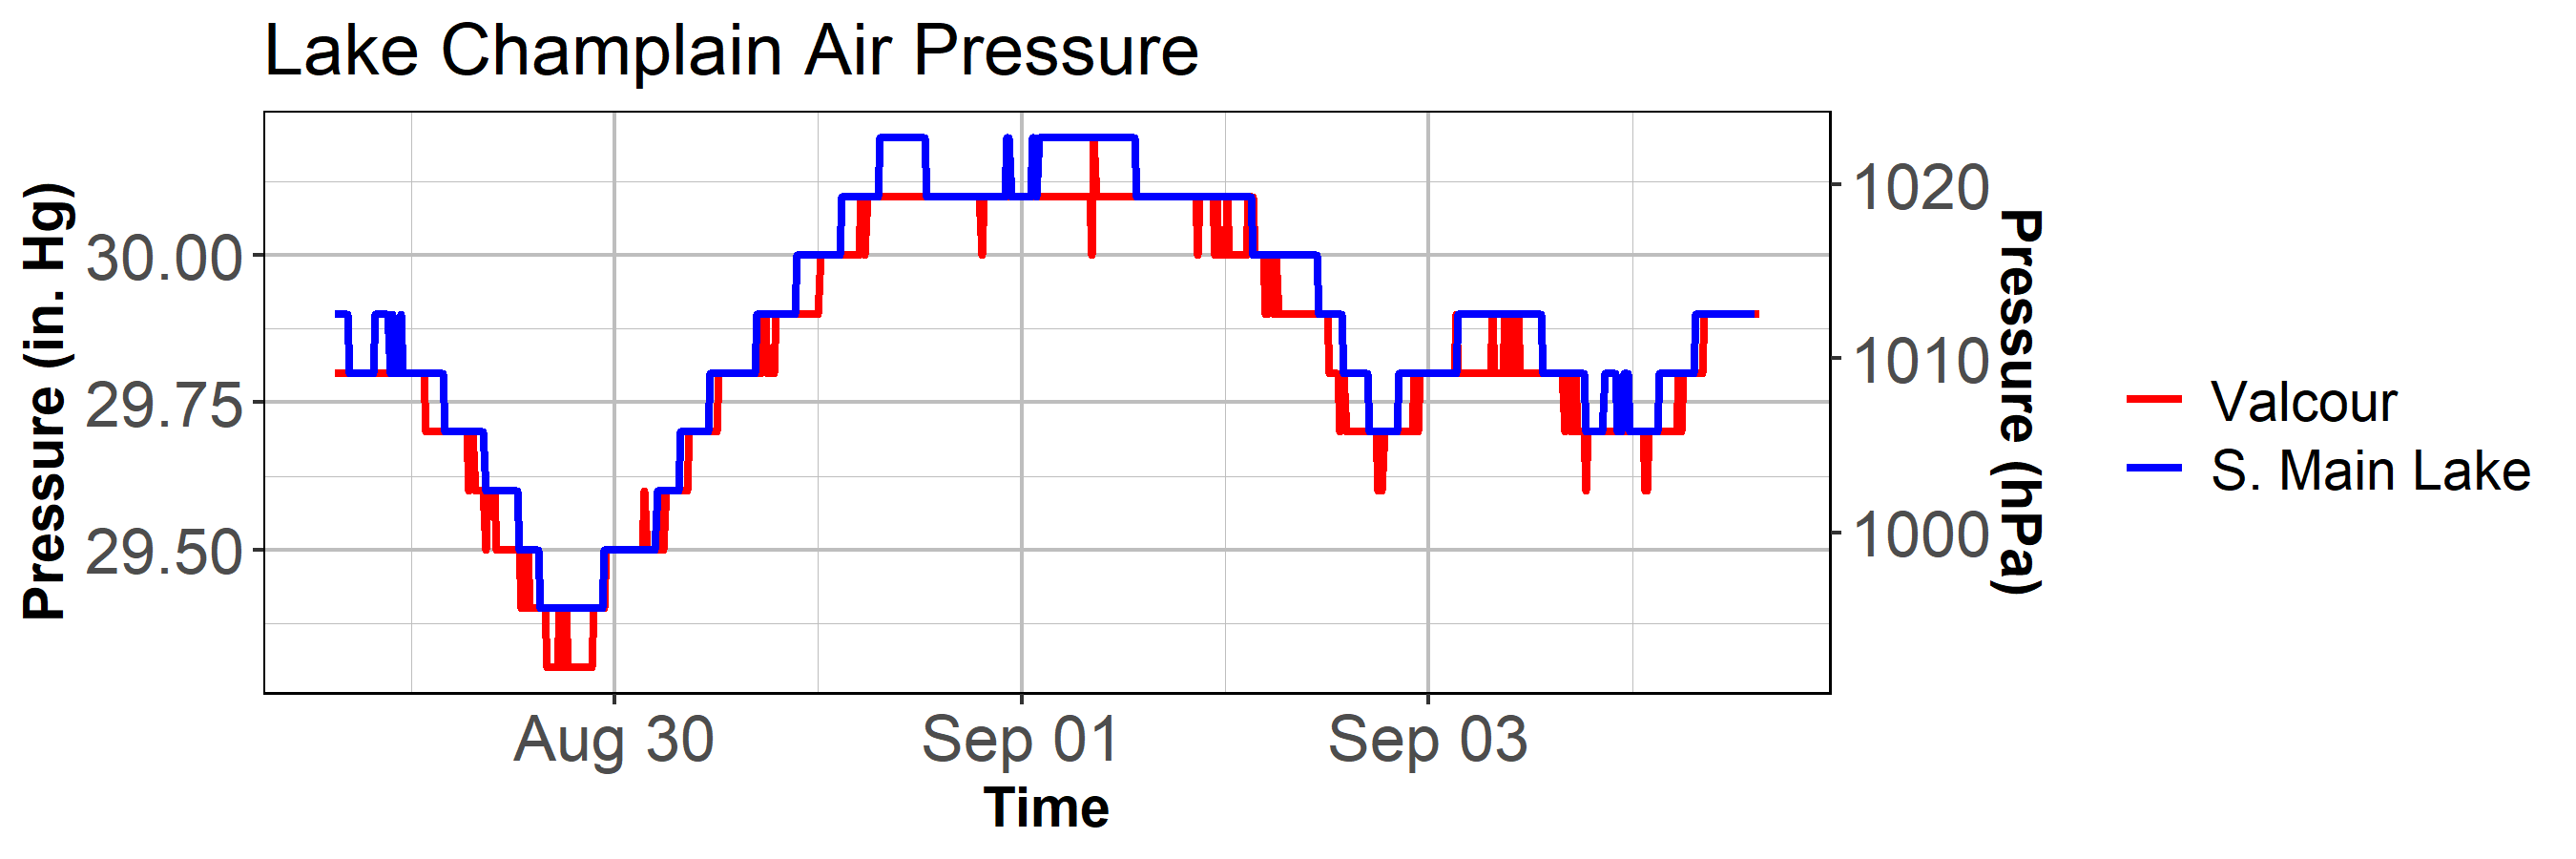 Lake Champlain Air Pressure
Pressure (in. Hg)
30.00
29.75
29.50
1020
1010
1000
Pressure (hPa)
Aug 30
Sep 01
Sep 03
Time
Valcour
S. Main Lake